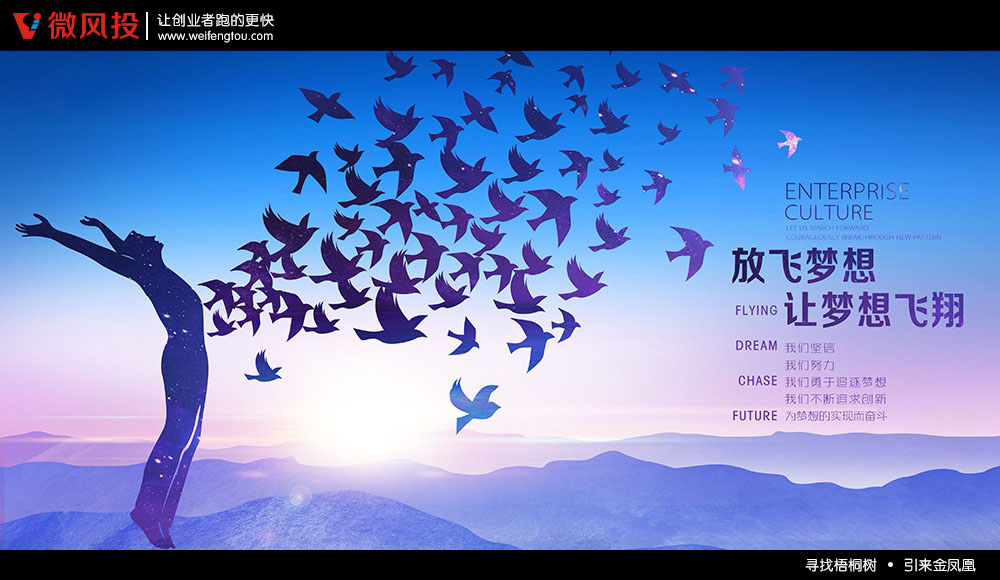 微风投
让创业者跑的更快
www.weifengtou.com
ENTERPRISE
CULTURE
LET US MARCH FORWARD
COURAGEOUSLY BREAKTHROUGH NEW PATTERN
放飞梦想
FLYING 让梦想飞翔
DREAM 我们坚信
我们努力
CHASE 我们勇于追逐梦想
我们不断追求创新
FUTURE 为梦想的实现而奋斗
寻找梧桐树 • 引来金凤凰